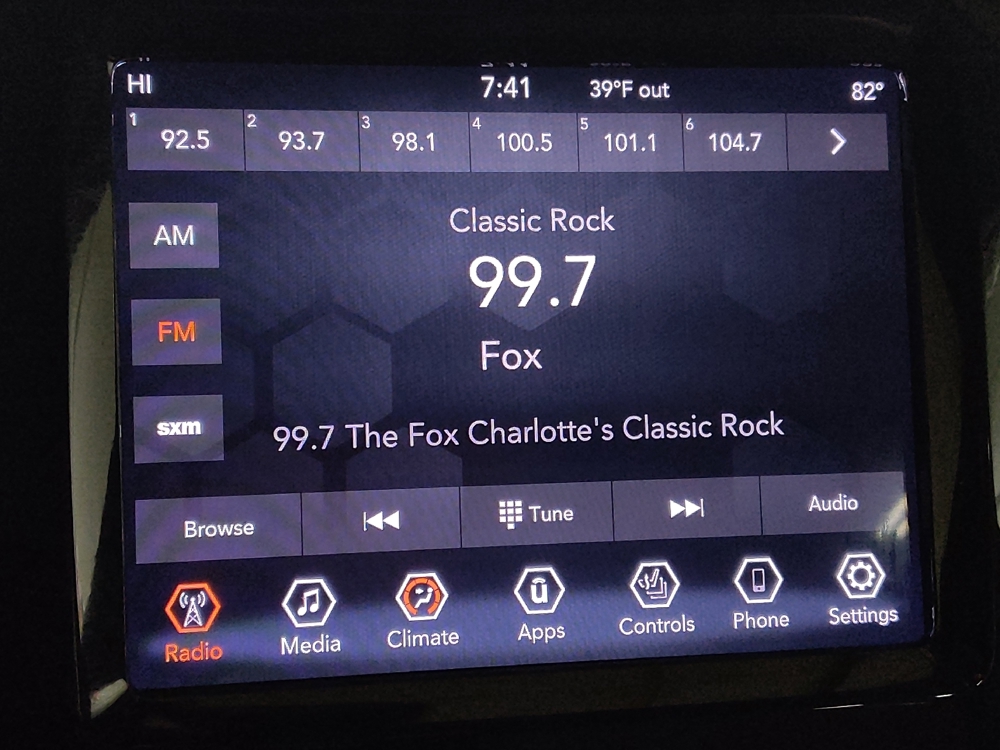 HI 7:41 39°F out 82°
1 92.5 2 93.7 3 98.1 4 100.5 5 101.1 6 104.7
AM
Classic Rock
99.7
FM
Fox
sxm
99.7 The Fox Charlotte's Classic Rock
Browse Tune Audio
Radio Media Climate Apps Controls Phone Settings